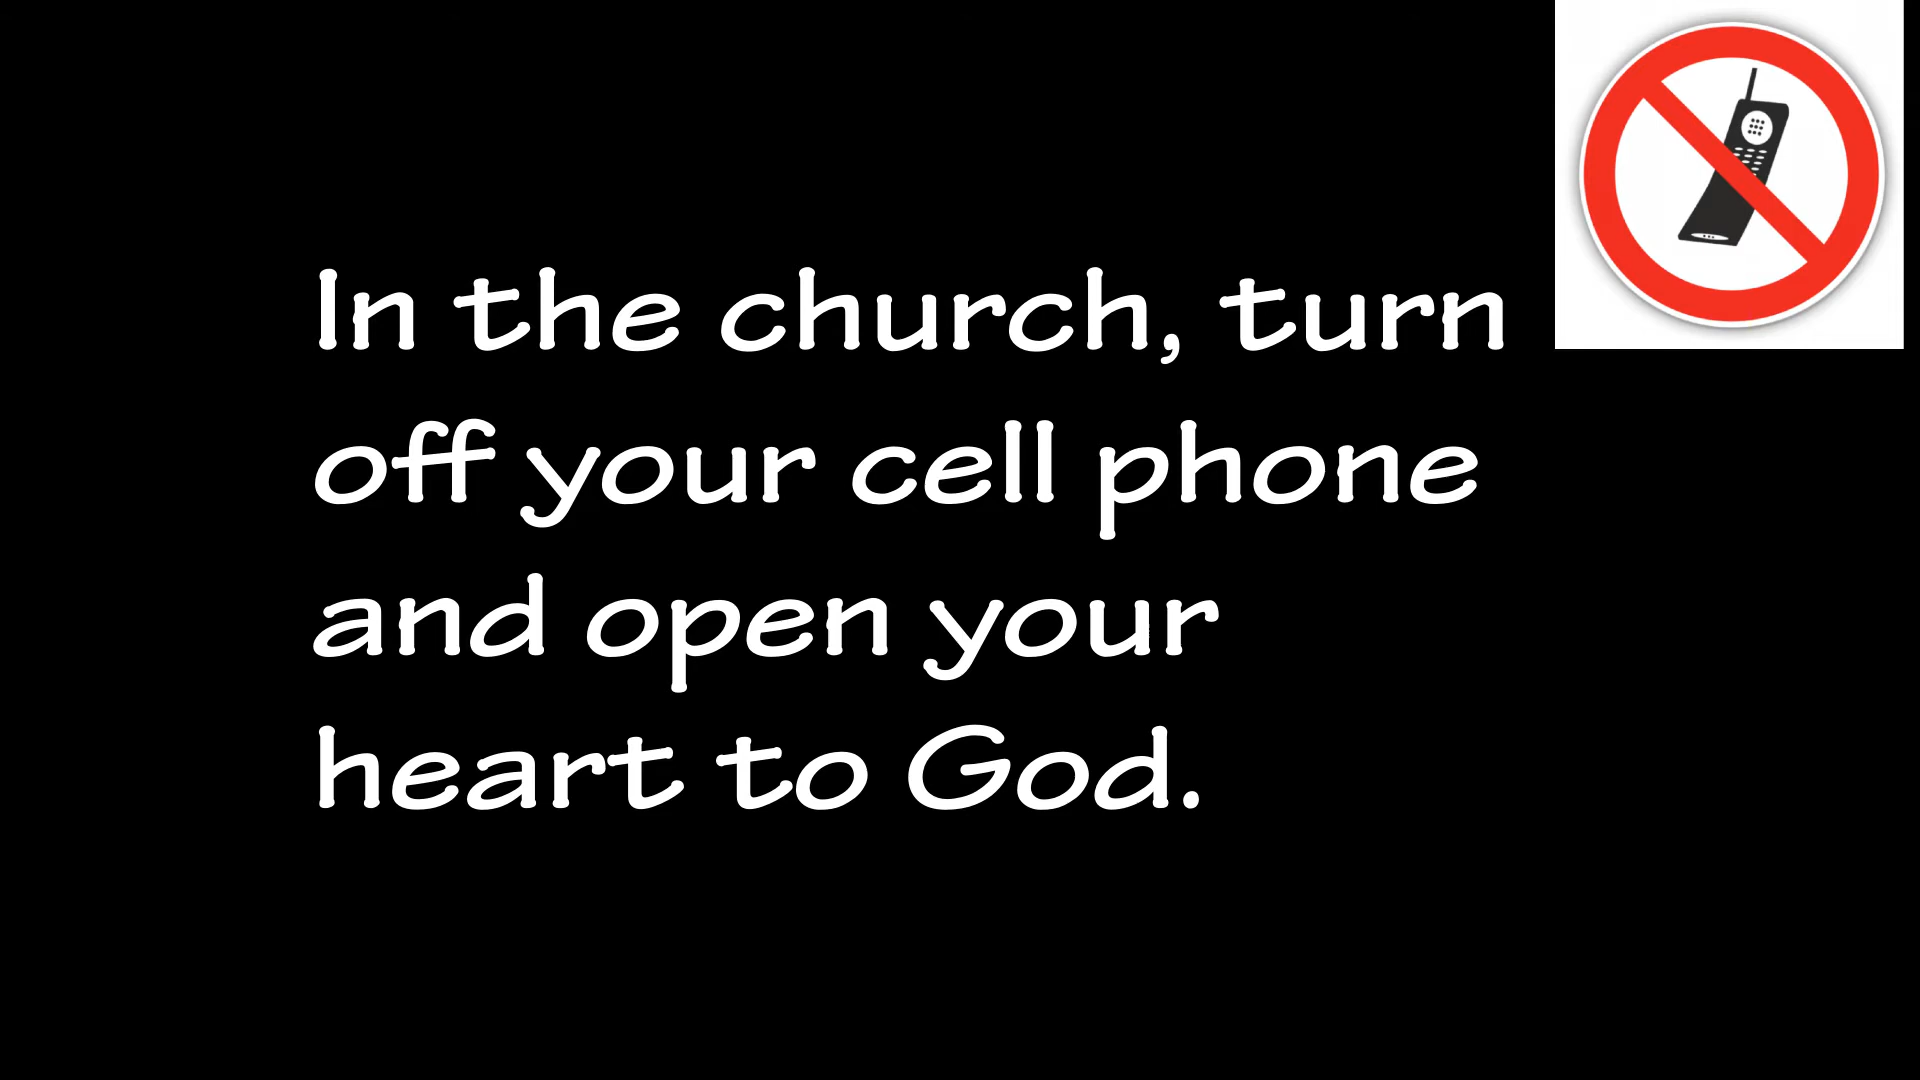 In the church, turn
off your cell phone
and open your
heart to God.